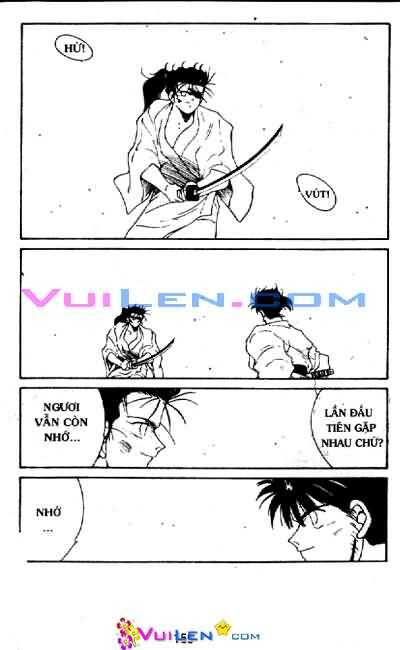 HỪ!
VÚT!
VUILEN.COM
NGƯƠI
VẪN CÒN
NHỚ...
LẦN ĐẦU
TIÊN GẶP
NHAU CHỨ?
NHỚ
...
VUILEN.COM